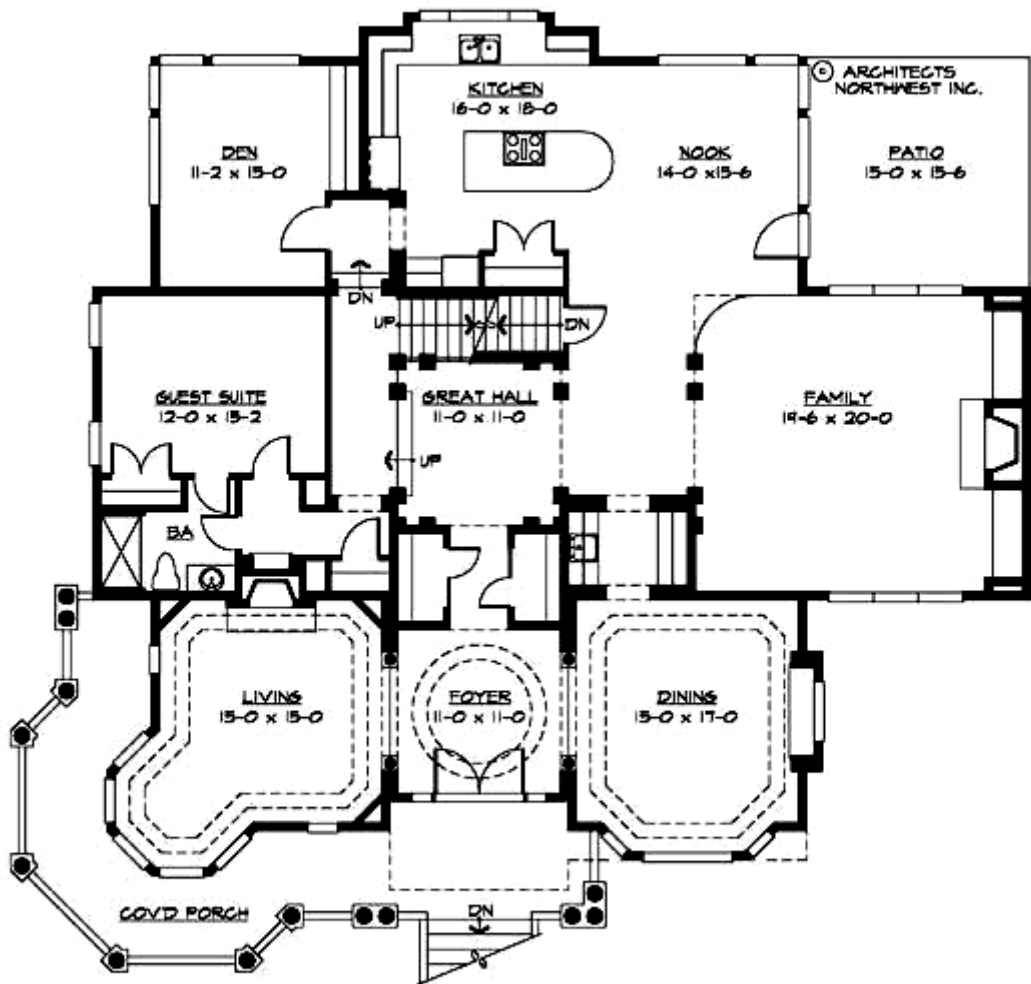 © ARCHITECTS
NORTHWEST INC.
KITCHEN
16-0 x 18-0
DEN
11-2 x 15-0
NOOK
14-0 x15-6
PATIO
15-0 x 15-6
DN
UP
DN
GUEST SUITE
12-0 x 15-2
GREAT HALL
11-0 x 11-0
FAMILY
19-6 x 20-0
UP
BA
LIVING
15-0 x 15-0
FOYER
11-0 x 11-0
DINING
15-0 x 17-0
COV'D PORCH
DN